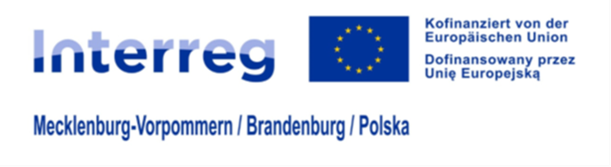 Interreg
Kofinanziert von der
Europäischen Union
Dofinansowany przez
Unię Europejską
Mecklenburg-Vorpommern / Brandenburg / Polska